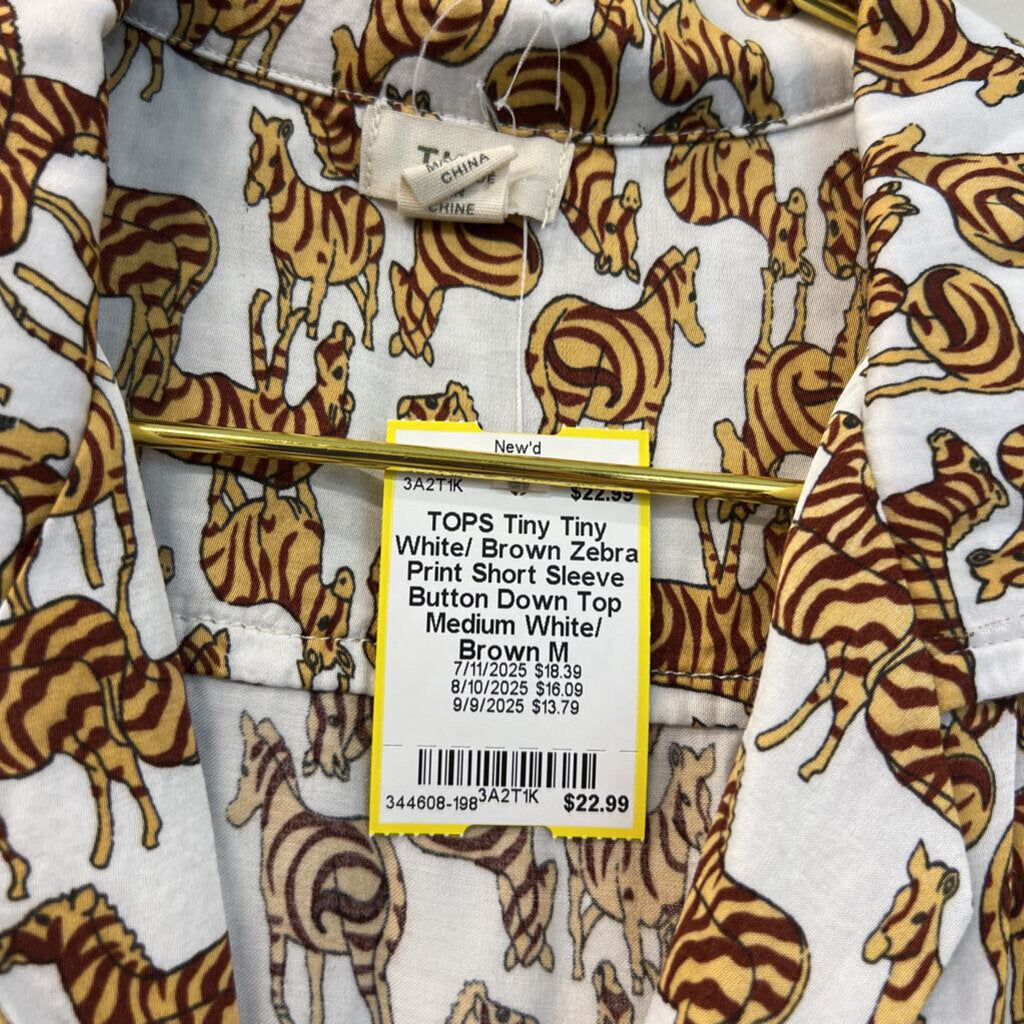 CHINA
CHINE
New'd
3A2T1K
$22.99
TOPS Tiny Tiny
White/ Brown Zebra
Print Short Sleeve
Button Down Top
Medium White/
Brown M
7/11/2025 $18.39
8/10/2025 $16.09
9/9/2025 $13.79
344608-198 3A2T1K $22.99